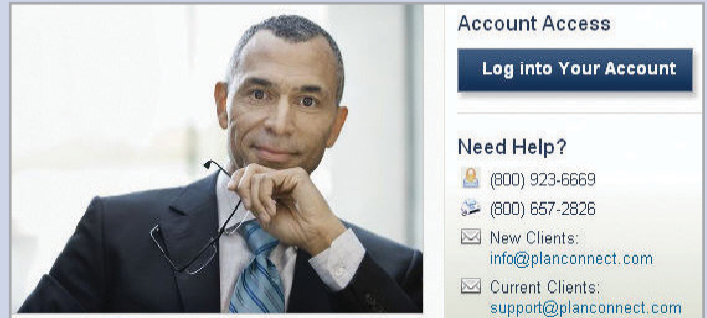 Account Access
Log into Your Account
Need Help?
(800) 923-6669
(800) 657-2826
New Clients:
info@planconnect.com
Current Clients:
support@planconnect.com